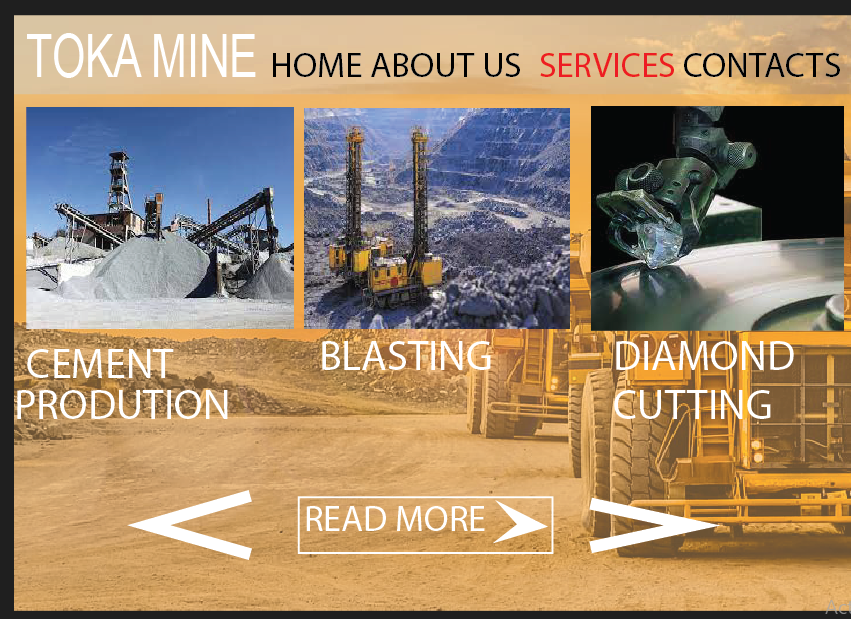 TOKA MINE HOME ABOUT US SERVICES CONTACTS
CEMENT
PRODUTION
BLASTING
DIAMOND
CUTTING
READ MORE